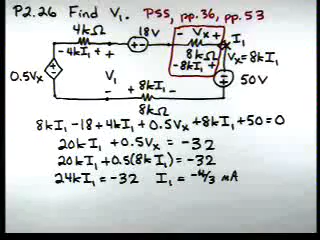 P2.26 Find V₁. PSS, pp.36, pp.53
4kΩ
- 4kI₁ +
18V
- Vx +
8kΩ
- 8kI₁ +
I₁
Vx=8kI₁
0.5Vx
V₁
50V
+ 8kI₁ -
8kΩ
8kI₁ -18+4kI₁ + 0.5Vx +8kI₁ +50=0
20kI₁ +0.5Vx = -32
20kI₁ + 0.5(8kI₁) = -32
24kI₁ = -32 I₁ = -4/3 mA